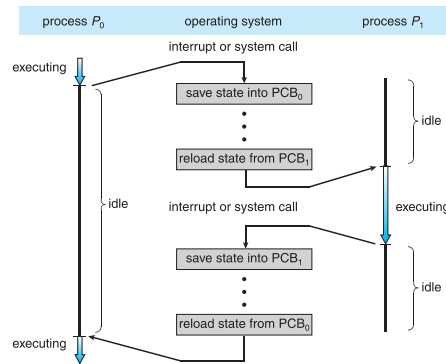 process P0 operating system process P1
interrupt or system call
executing
save state into PCB0
idle
reload state from PCB1
idle
interrupt or system call
executing
save state into PCB1
idle
reload state from PCB0
executing